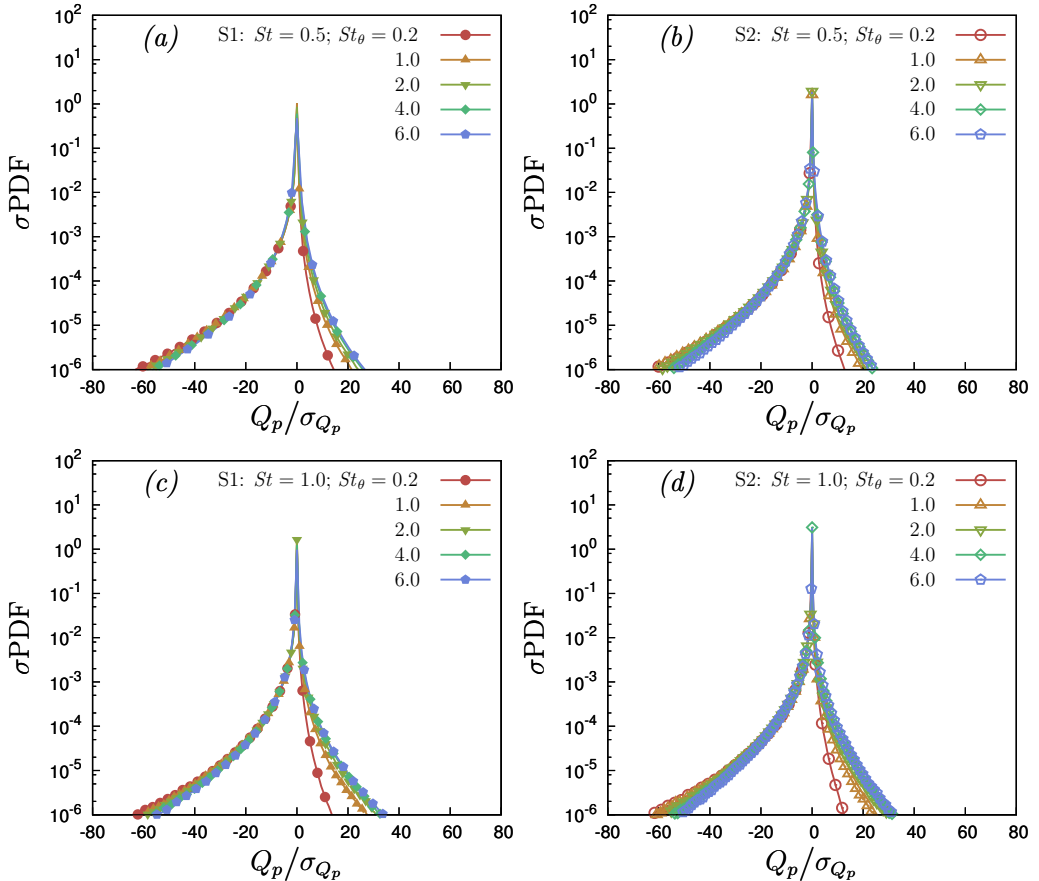 (a)
S1: St = 0.5; St_θ = 0.2
1.0
2.0
4.0
6.0
10^2
10^1
10^0
10^-1
10^-2
10^-3
10^-4
10^-5
10^-6
σPDF
-80 -60 -40 -20 0 20 40 60 80
Q_p/σ_{Q_p}
(b)
S2: St = 0.5; St_θ = 0.2
1.0
2.0
4.0
6.0
10^2
10^1
10^0
10^-1
10^-2
10^-3
10^-4
10^-5
10^-6
σPDF
-80 -60 -40 -20 0 20 40 60 80
Q_p/σ_{Q_p}
(c)
S1: St = 1.0; St_θ = 0.2
1.0
2.0
4.0
6.0
10^2
10^1
10^0
10^-1
10^-2
10^-3
10^-4
10^-5
10^-6
σPDF
-80 -60 -40 -20 0 20 40 60 80
Q_p/σ_{Q_p}
(d)
S2: St = 1.0; St_θ = 0.2
1.0
2.0
4.0
6.0
10^2
10^1
10^0
10^-1
10^-2
10^-3
10^-4
10^-5
10^-6
σPDF
-80 -60 -40 -20 0 20 40 60 80
Q_p/σ_{Q_p}